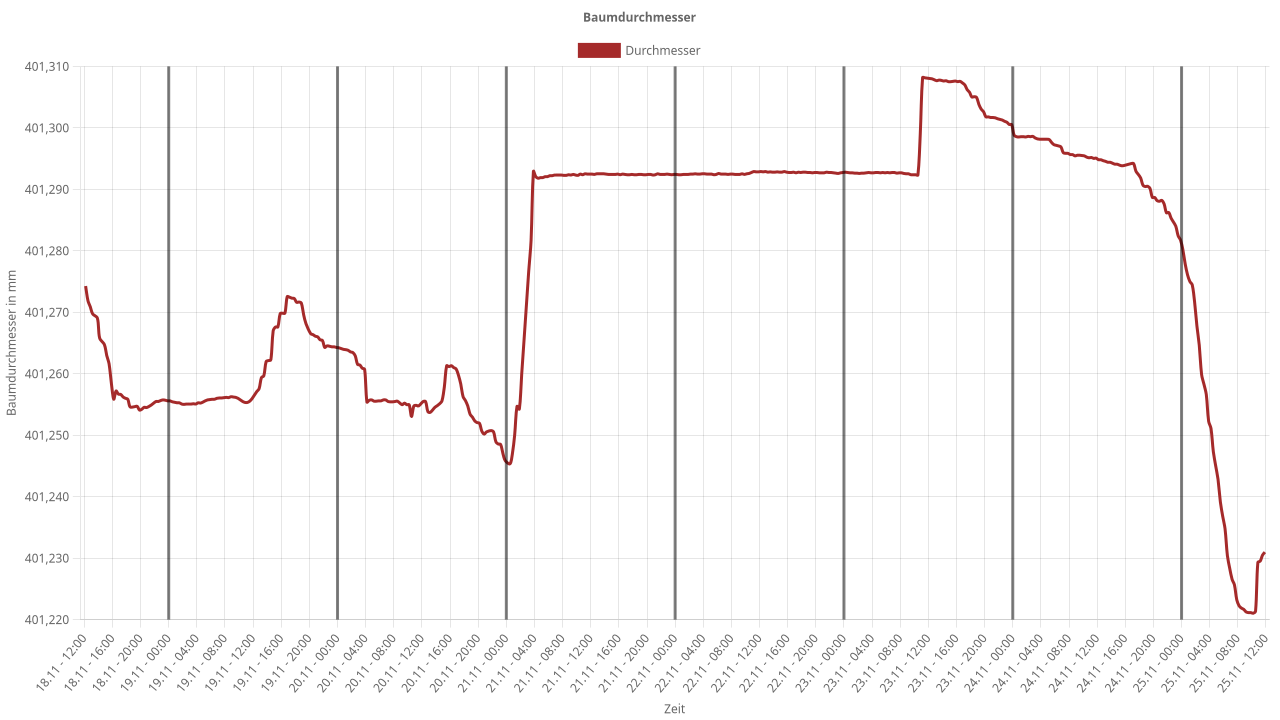 Baumdurchmesser
Durchmesser
401,310
401,300
401,290
401,280
401,270
401,260
401,250
401,240
401,230
401,220
Baumdurchmesser in mm
18.11 - 12:00
18.11 - 16:00
18.11 - 20:00
19.11 - 00:00
19.11 - 04:00
19.11 - 08:00
19.11 - 12:00
19.11 - 16:00
19.11 - 20:00
20.11 - 00:00
20.11 - 04:00
20.11 - 08:00
20.11 - 12:00
20.11 - 16:00
20.11 - 20:00
21.11 - 00:00
21.11 - 04:00
21.11 - 08:00
21.11 - 12:00
21.11 - 16:00
21.11 - 20:00
22.11 - 00:00
22.11 - 04:00
22.11 - 08:00
22.11 - 12:00
22.11 - 16:00
22.11 - 20:00
23.11 - 00:00
23.11 - 04:00
23.11 - 08:00
23.11 - 12:00
23.11 - 16:00
23.11 - 20:00
24.11 - 00:00
24.11 - 04:00
24.11 - 08:00
24.11 - 12:00
24.11 - 16:00
24.11 - 20:00
25.11 - 00:00
25.11 - 04:00
25.11 - 08:00
25.11 - 12:00
Zeit